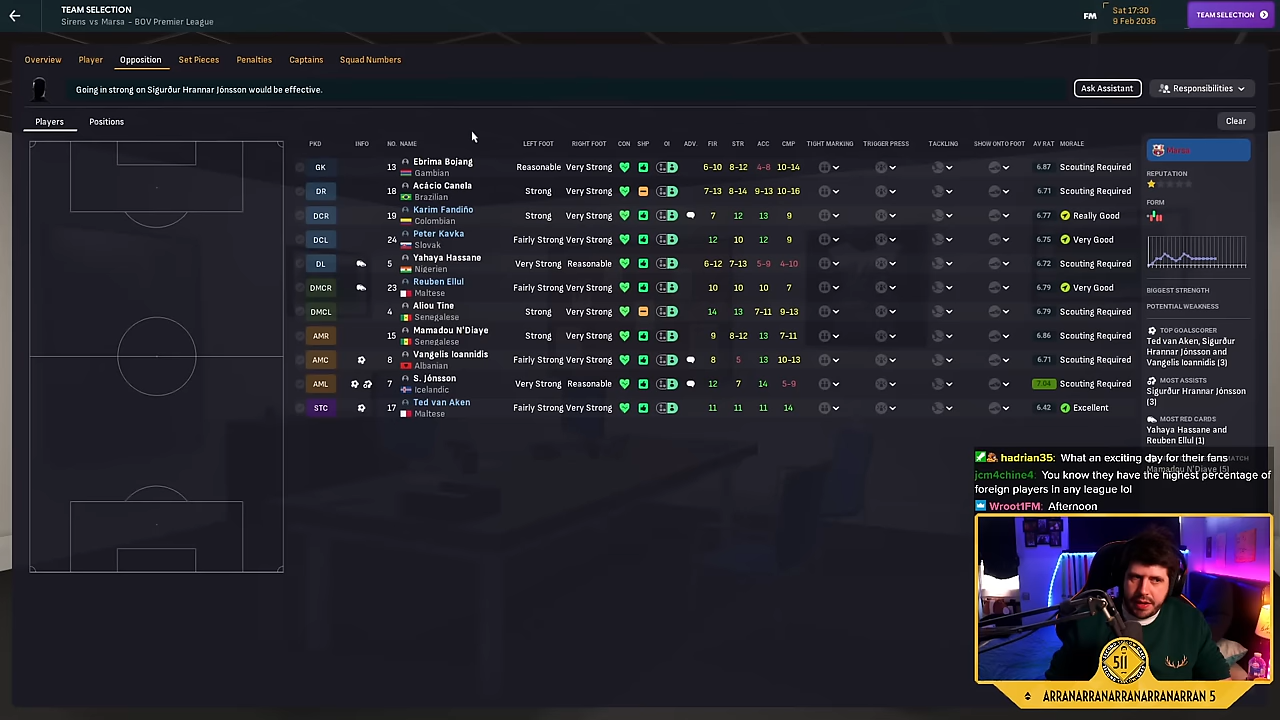 TEAM SELECTION
Sirens vs Marsa - BOV Premier League
FM
Sat 17:30
9 Feb 2036
TEAM SELECTION
Overview Player Opposition Set Pieces Penalties Captains Squad Numbers
Going in strong on Sigurður Hrannar Jónsson would be effective.
Ask Assistant
Responsibilities
Players Positions
Clear
PKD INFO NO. NAME LEFT FOOT RIGHT FOOT CON SHP OI ADV. FIR STR ACC CMP TIGHT MARKING TRIGGER PRESS TACKLING SHOW ONTO FOOT AV RAT MORALE
GK 13 Ebrima Bojang Reasonable Very Strong 6-10 8-12 4-8 10-14 6.87 Scouting Required
Gambian
DR 18 Acácio Canela Strong Very Strong 7-13 8-14 9-13 10-16 6.71 Scouting Required
Brazilian
DCR 19 Karim Fandiño Strong Very Strong 7 12 13 9 6.77 Really Good
Colombian
DCL 24 Peter Kavka Fairly Strong Very Strong 12 10 12 9 6.75 Very Good
Slovak
DL 5 Yahaya Hassane Very Strong Reasonable 6-12 7-13 5-9 4-10 6.72 Scouting Required
Nigerien
DMCR 23 Reuben Ellul Fairly Strong Very Strong 10 10 10 7 6.79 Very Good
Maltese
DMCL 4 Aliou Tine Strong Very Strong 14 13 7-11 9-13 6.79 Scouting Required
Senegalese
AMR 15 Mamadou N'Diaye Strong Very Strong 9 8-12 13 7-11 6.86 Scouting Required
Senegalese
AMC 8 Vangelis Ioannidis Fairly Strong Very Strong 8 5 13 10-13 6.71 Scouting Required
Albanian
AML 7 S. Jónsson Very Strong Reasonable 12 7 14 5-9 7.04 Scouting Required
Icelandic
STC 17 Ted van Aken Fairly Strong Very Strong 11 11 11 14 6.42 Excellent
Maltese
Marsa
REPUTATION
FORM
BIGGEST STRENGTH
POTENTIAL WEAKNESS
TOP GOALSCORER
Ted van Aken, Sigurður
Hrannar Jónsson and
Vangelis Ioannidis (3)
MOST ASSISTS
Sigurður Hrannar Jónsson
(3)
MOST RED CARDS
Yahaya Hassane and
Reuben Ellul (1)
Mamadou N'Diaye (5)
hadrian35: What an exciting day for their fans
jcm4chine4: You know they have the highest percentage of
foreign players in any league lol
Wroot1FM: Afternoon
511
ARRANARRANARRANARRANARRAN 5